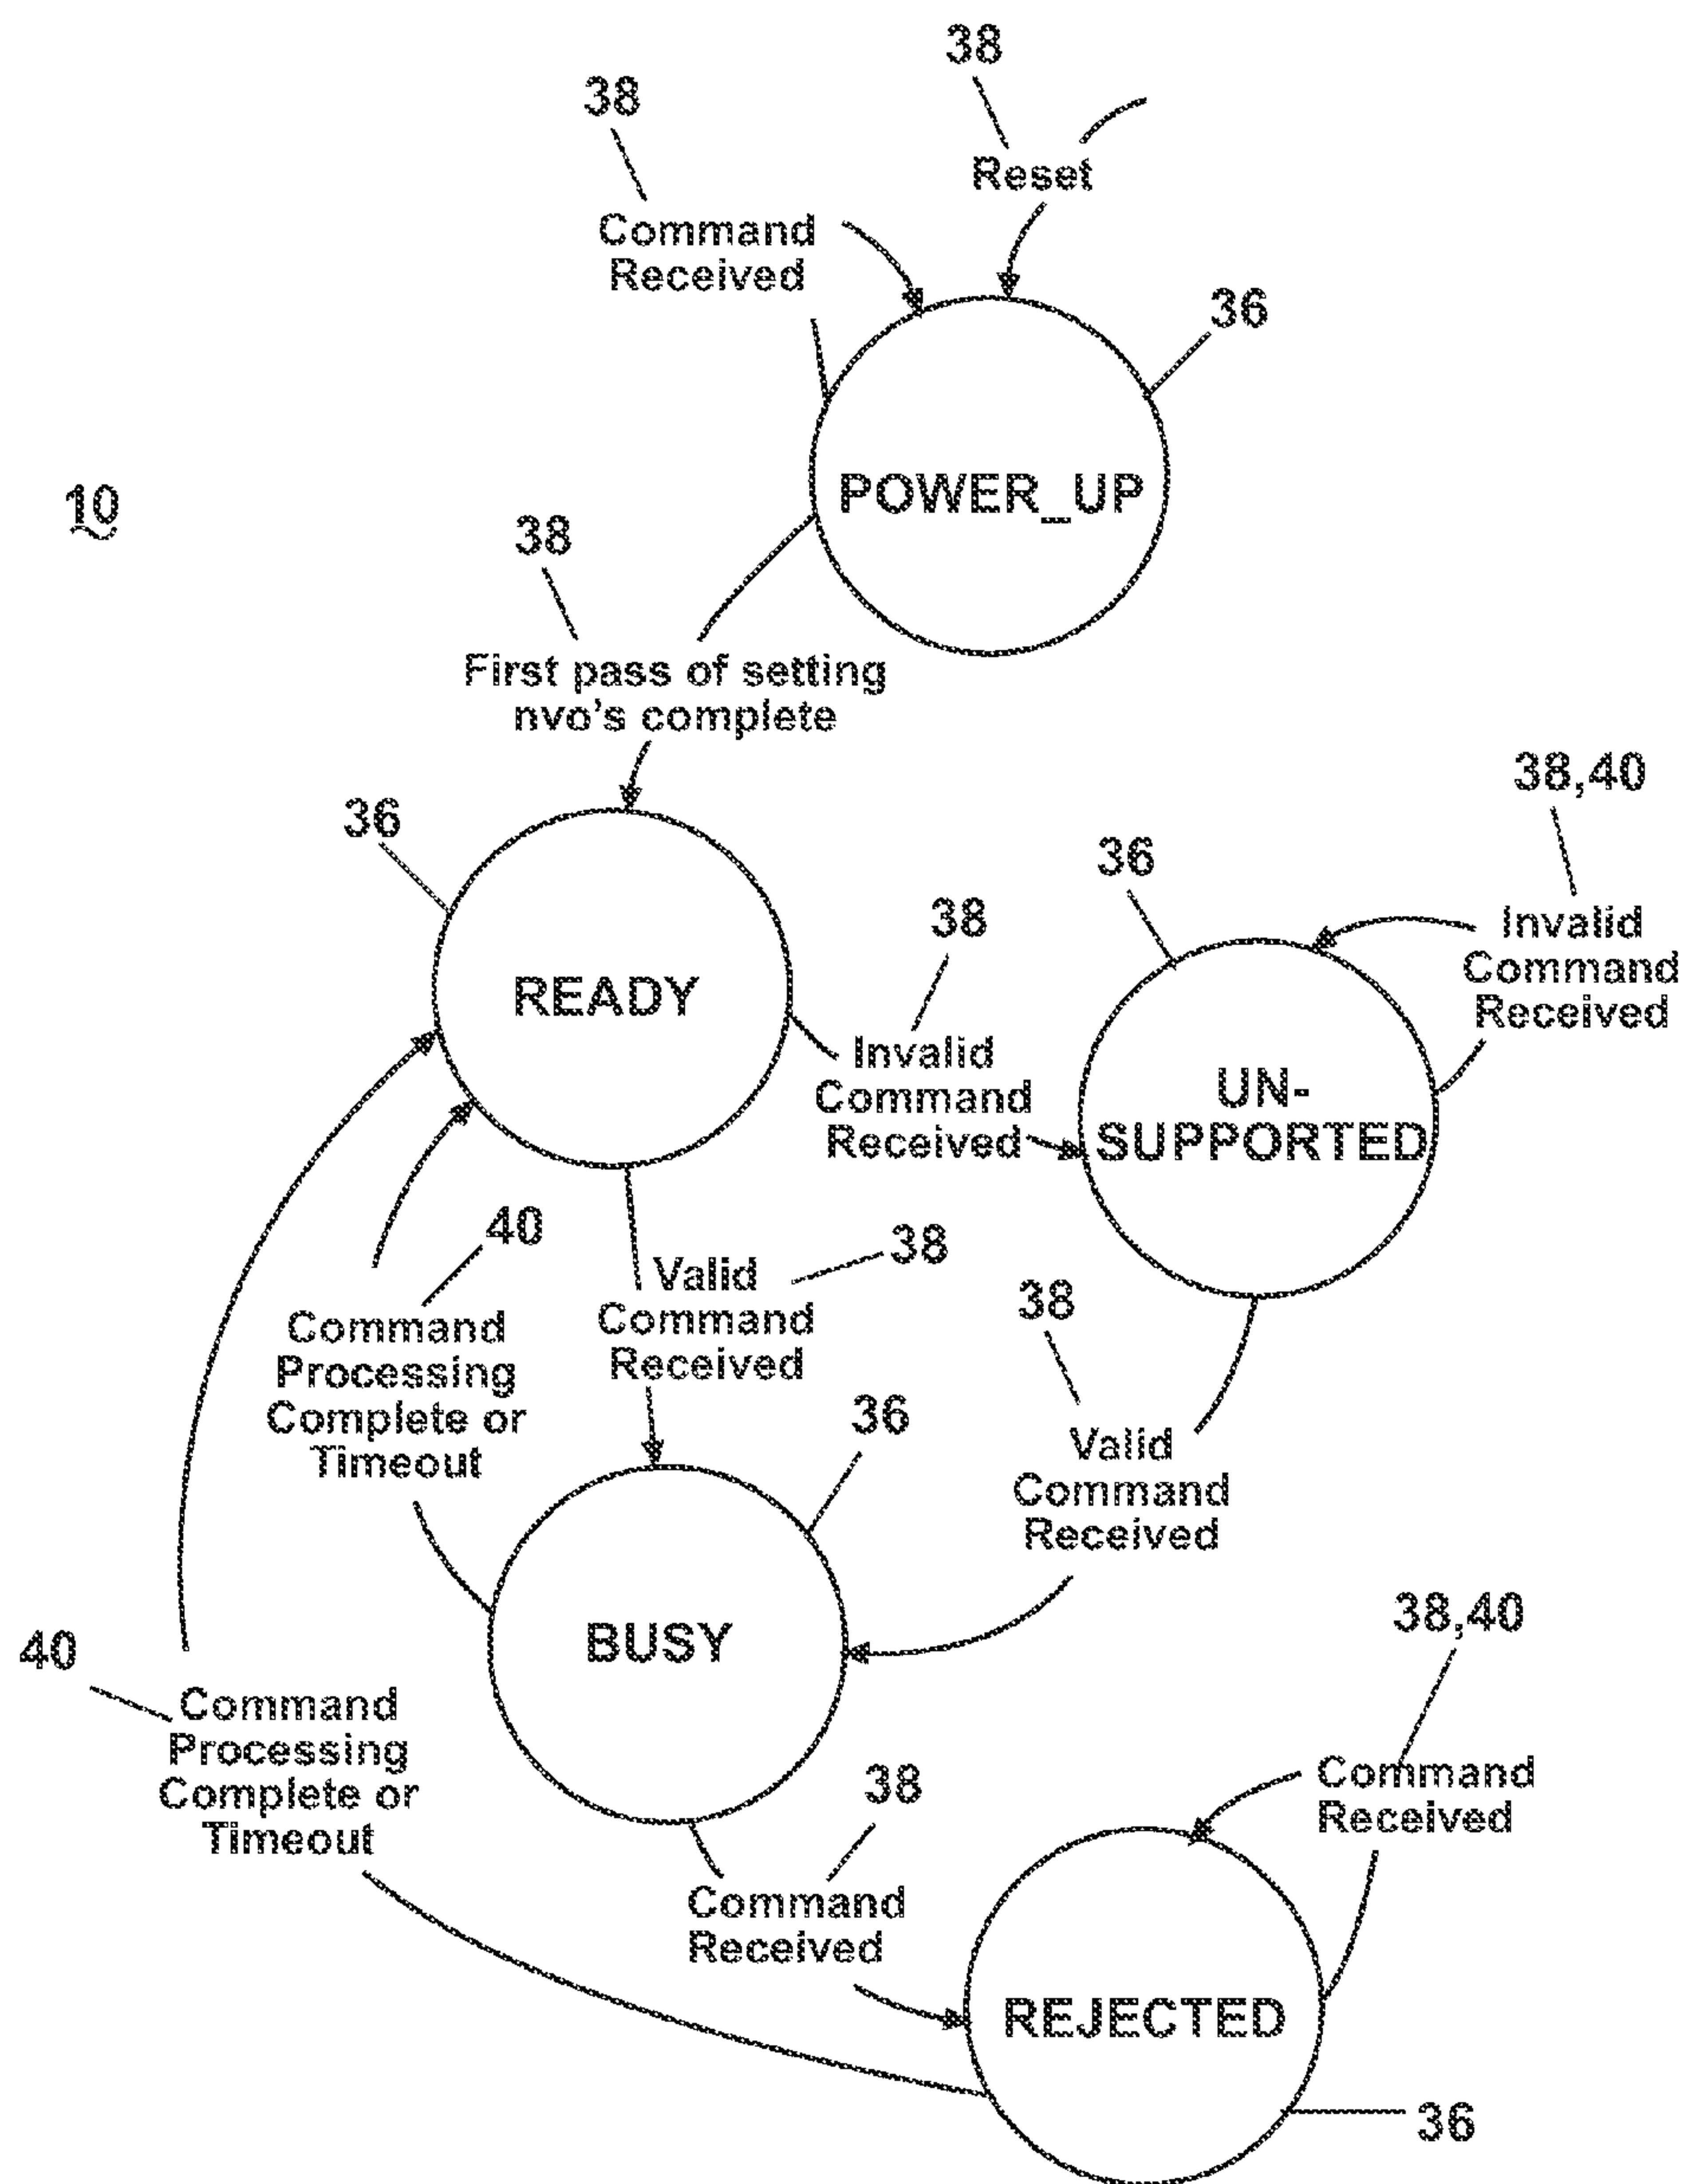 38
38
Reset
Command
Received
36
POWER_UP
10
38
First pass of setting
nvo's complete
38,40
36
36
38
Invalid
Command
Received
READY
Invalid
Command
Received
UN-
SUPPORTED
40
38
Valid
Command
Received
38
Command
Processing
Complete or
Timeout
36
Valid
Command
Received
38,40
BUSY
40
Command
Processing
Complete or
Timeout
38
Command
Received
Command
Received
REJECTED
36